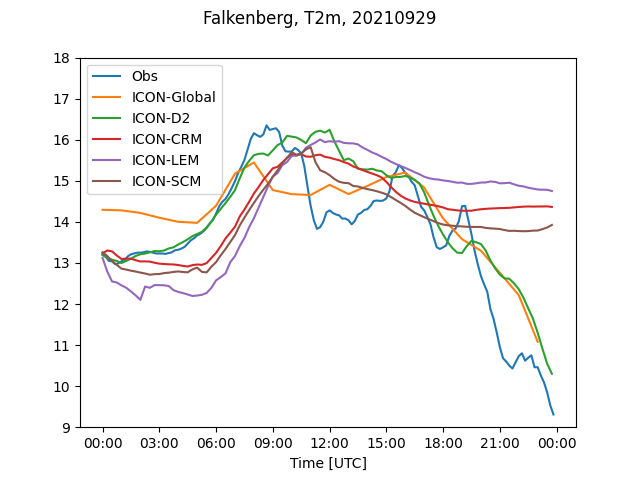 Falkenberg, T2m, 20210929
18
17
16
15
14
13
12
11
10
9
Obs
ICON-Global
ICON-D2
ICON-CRM
ICON-LEM
ICON-SCM
00:00 03:00 06:00 09:00 12:00 15:00 18:00 21:00 00:00
Time [UTC]